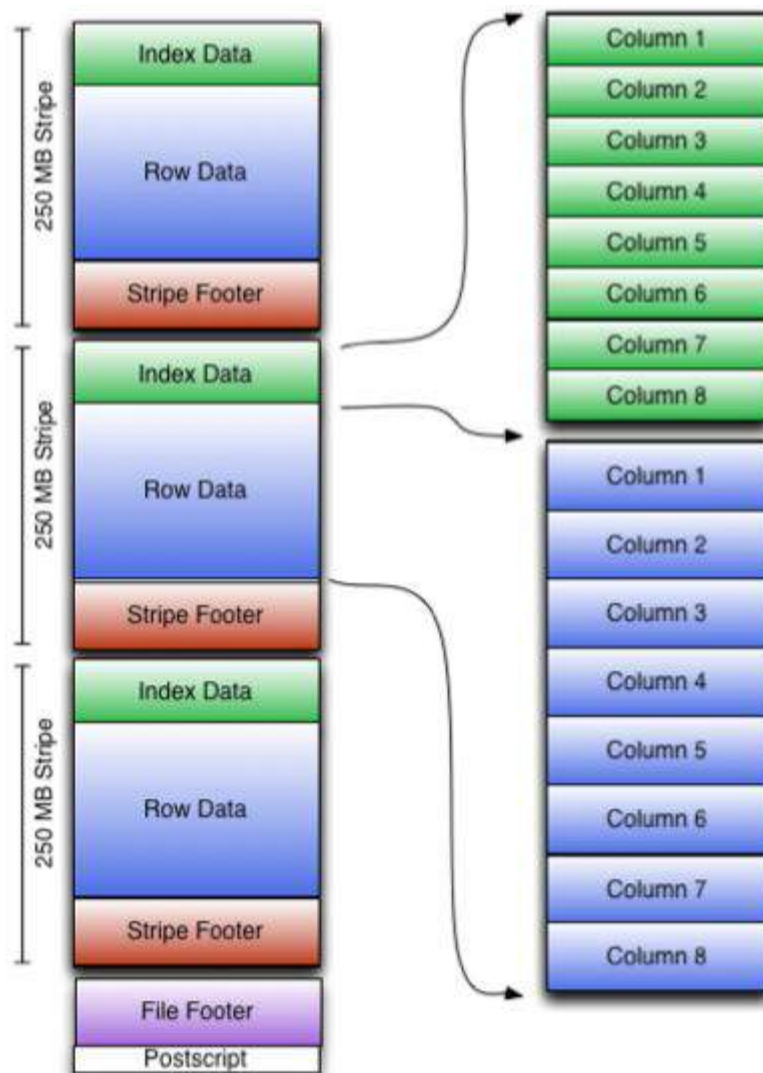 250 MB Stripe
Index Data
Row Data
Stripe Footer
250 MB Stripe
Index Data
Row Data
Stripe Footer
250 MB Stripe
Index Data
Row Data
Stripe Footer
File Footer
Postscript
Column 1
Column 2
Column 3
Column 4
Column 5
Column 6
Column 7
Column 8
Column 1
Column 2
Column 3
Column 4
Column 5
Column 6
Column 7
Column 8